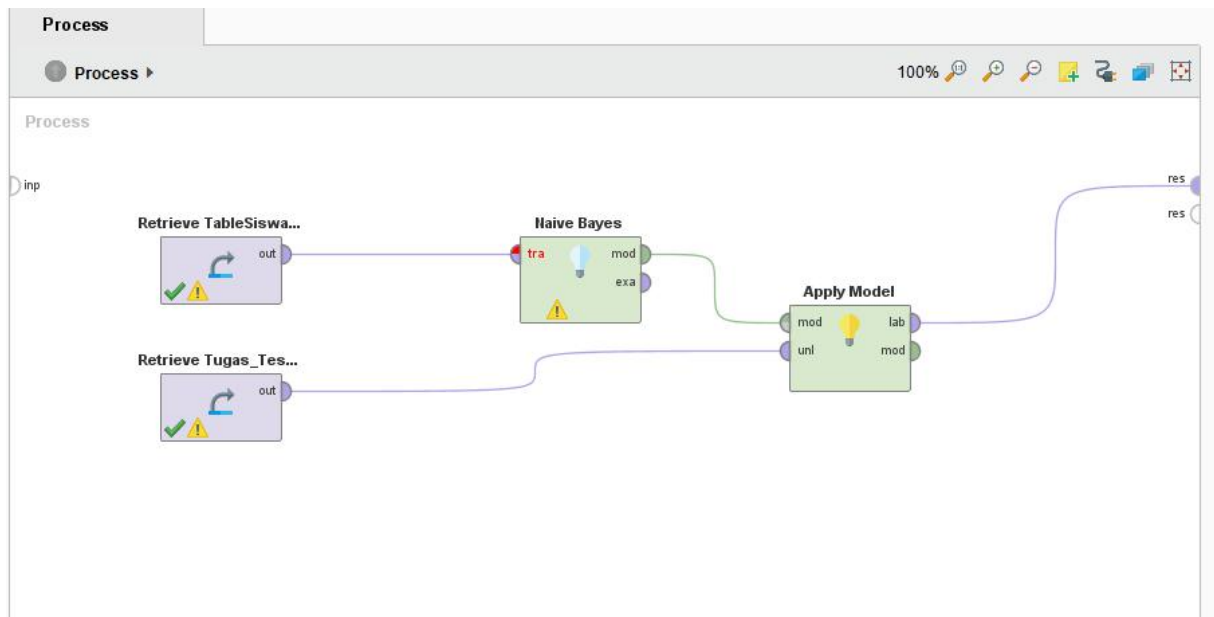 Process
Process
100%
Process
inp
res
res
Retrieve TableSiswa...
out
Naive Bayes
tra
mod
exa
Apply Model
mod
lab
unl
mod
Retrieve Tugas_Tes...
out